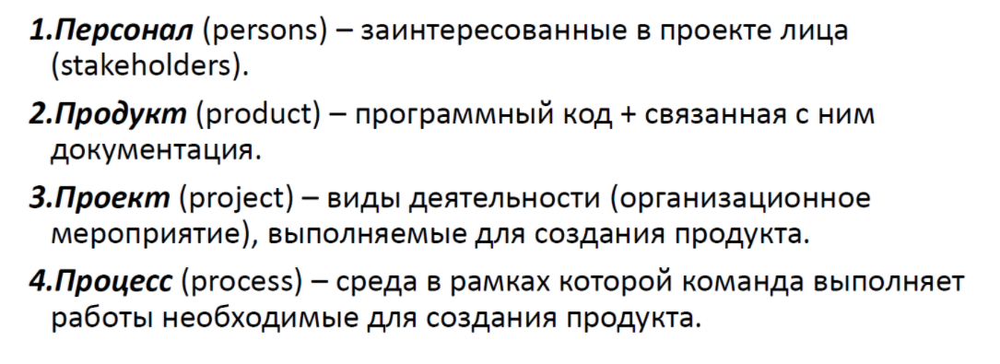 1.Персонал (persons) – заинтересованные в проекте лица
(stakeholders).
2.Продукт (product) – программный код + связанная с ним
документация.
3.Проект (project) – виды деятельности (организационное
мероприятие), выполняемые для создания продукта.
4.Процесс (process) – среда в рамках которой команда выполняет
работы необходимые для создания продукта.